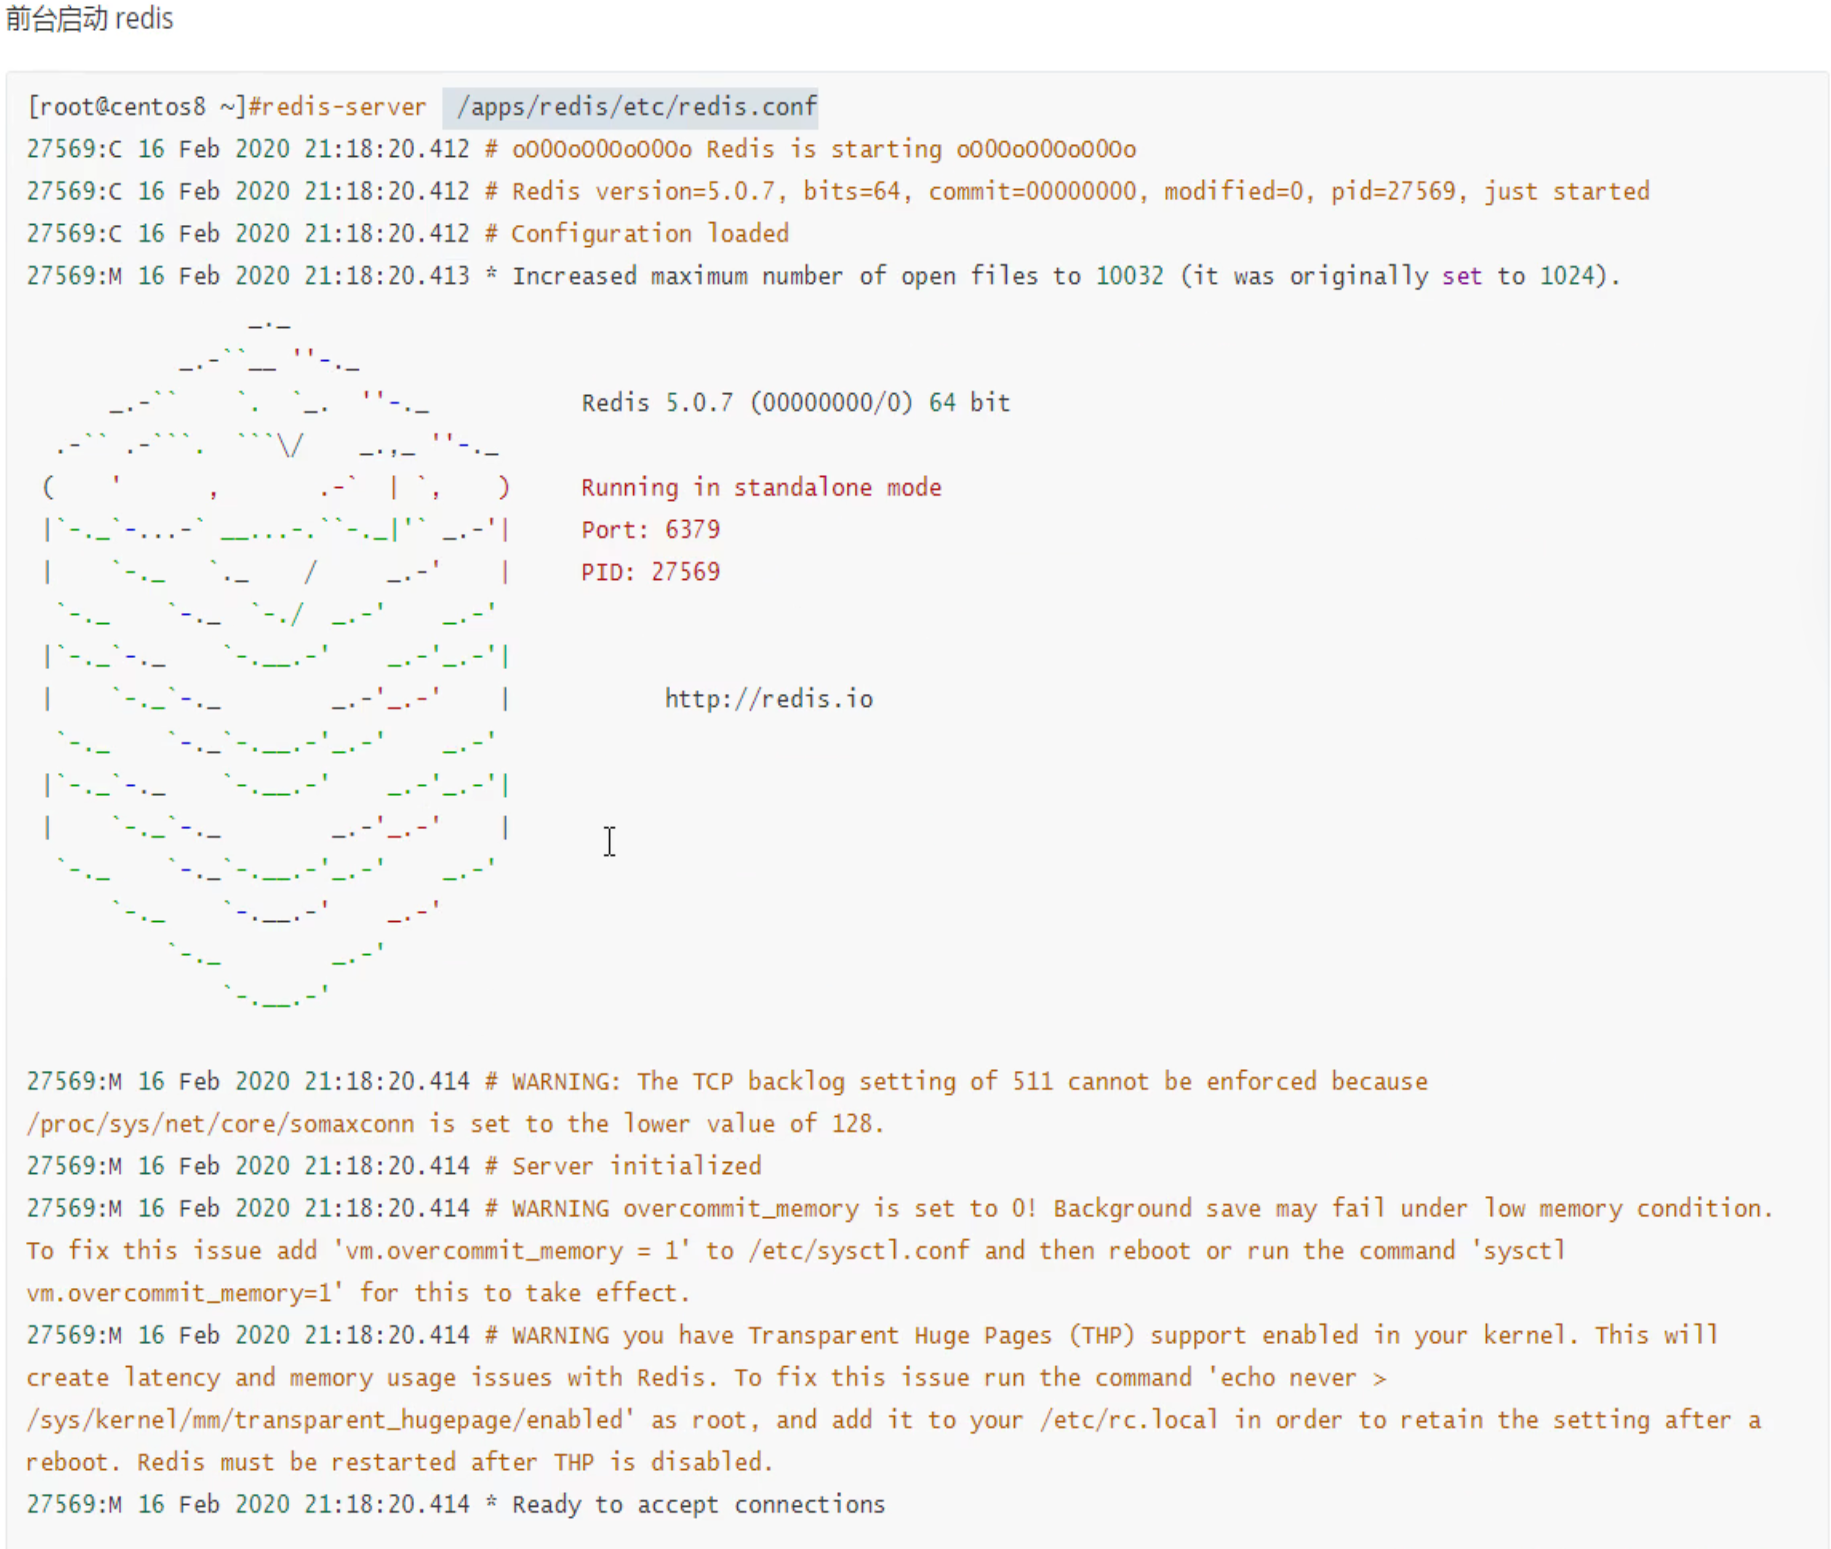 前台启动 redis
[root@centos8 ~]#redis-server  /apps/redis/etc/redis.conf
27569:C 16 Feb 2020 21:18:20.412 # oO0OoO0OoO0Oo Redis is starting oO0OoO0OoO0Oo
27569:C 16 Feb 2020 21:18:20.412 # Redis version=5.0.7, bits=64, commit=00000000, modified=0, pid=27569, just started
27569:C 16 Feb 2020 21:18:20.412 # Configuration loaded
27569:M 16 Feb 2020 21:18:20.413 * Increased maximum number of open files to 10032 (it was originally set to 1024).
Redis 5.0.7 (00000000/0) 64 bit
Running in standalone mode
Port: 6379
PID: 27569
http://redis.io
27569:M 16 Feb 2020 21:18:20.414 # WARNING: The TCP backlog setting of 511 cannot be enforced because
/proc/sys/net/core/somaxconn is set to the lower value of 128.
27569:M 16 Feb 2020 21:18:20.414 # Server initialized
27569:M 16 Feb 2020 21:18:20.414 # WARNING overcommit_memory is set to 0! Background save may fail under low memory condition.
To fix this issue add 'vm.overcommit_memory = 1' to /etc/sysctl.conf and then reboot or run the command 'sysctl
vm.overcommit_memory=1' for this to take effect.
27569:M 16 Feb 2020 21:18:20.414 # WARNING you have Transparent Huge Pages (THP) support enabled in your kernel. This will
create latency and memory usage issues with Redis. To fix this issue run the command 'echo never >
/sys/kernel/mm/transparent_hugepage/enabled' as root, and add it to your /etc/rc.local in order to retain the setting after a
reboot. Redis must be restarted after THP is disabled.
27569:M 16 Feb 2020 21:18:20.414 * Ready to accept connections